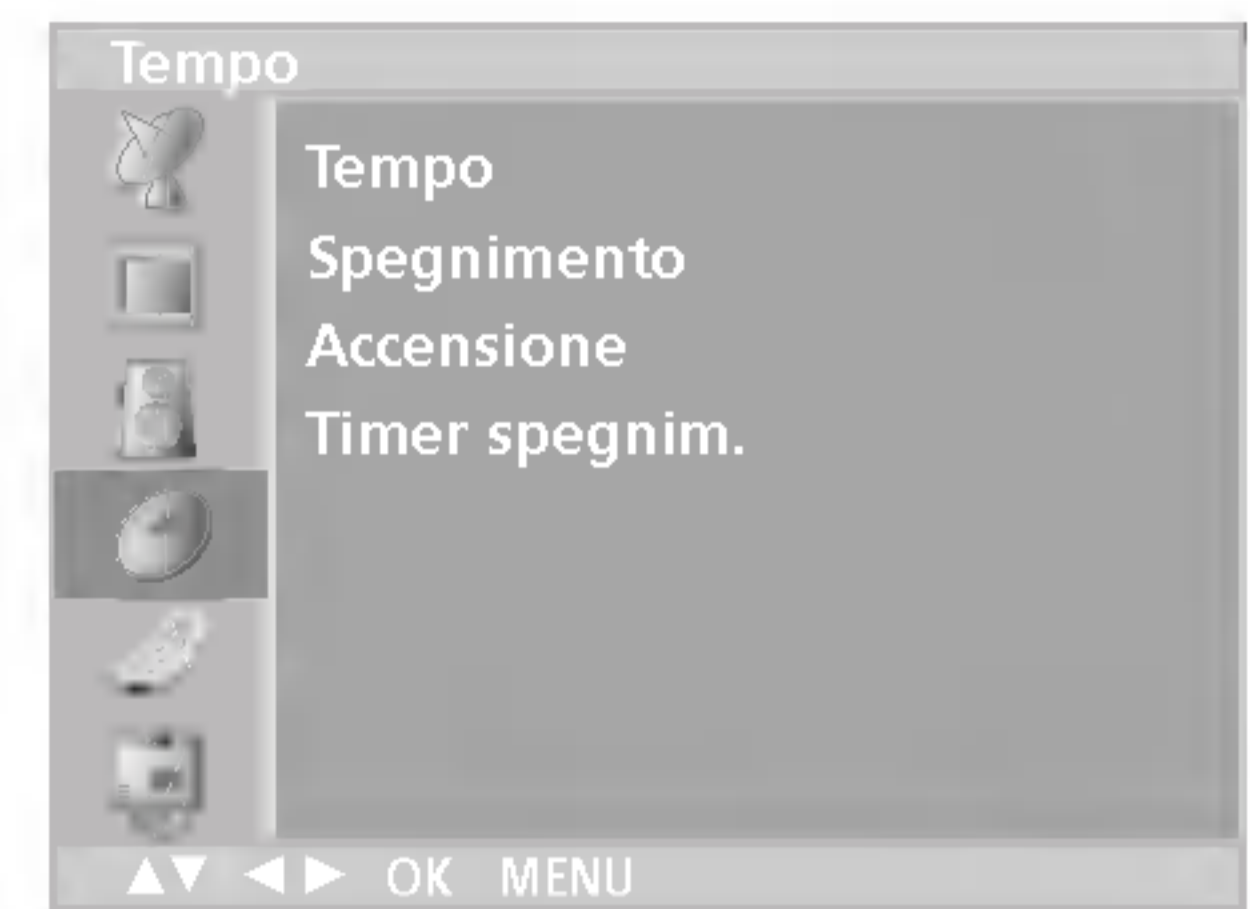 Tempo
Tempo
Spegnimento
Accensione
Timer spegnim.
▲▼ ◄► OK MENU